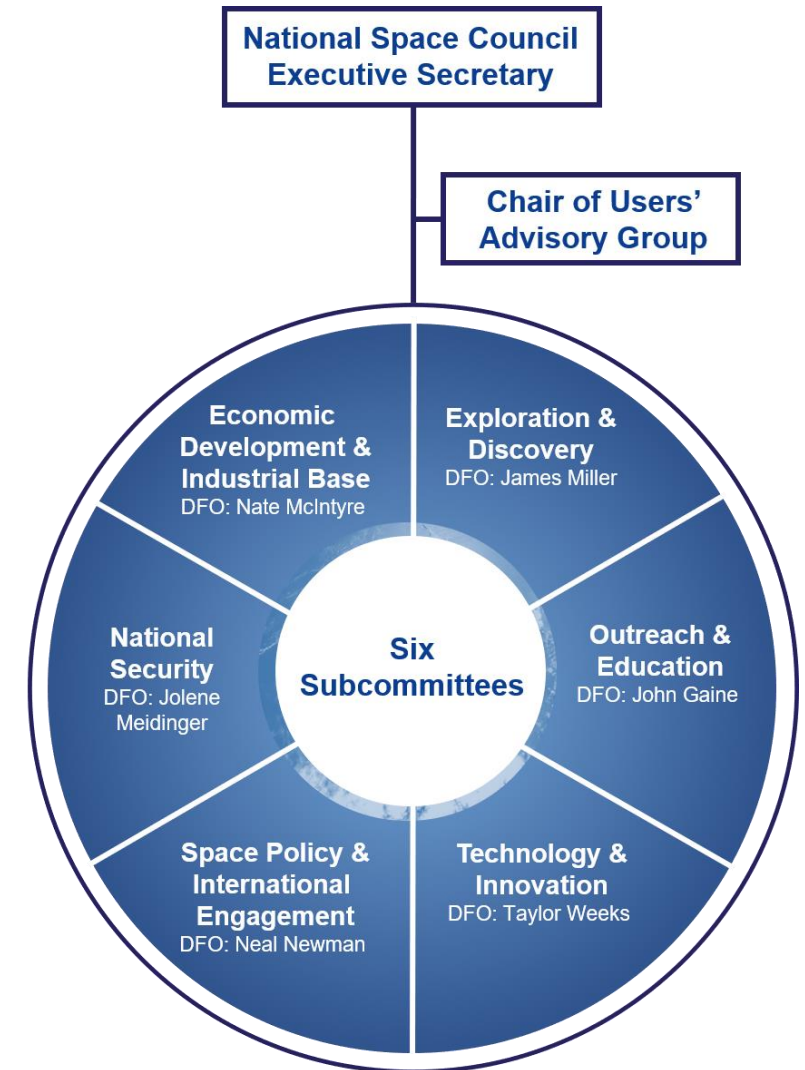 National Space Council
Executive Secretary
Chair of Users’
Advisory Group
Economic
Development &
Industrial Base
DFO: Nate McIntyre
Exploration &
Discovery
DFO: James Miller
National
Security
DFO: Jolene
Meidinger
Six
Subcommittees
Outreach &
Education
DFO: John Gaine
Space Policy &
International
Engagement
DFO: Neal Newman
Technology &
Innovation
DFO: Taylor Weeks